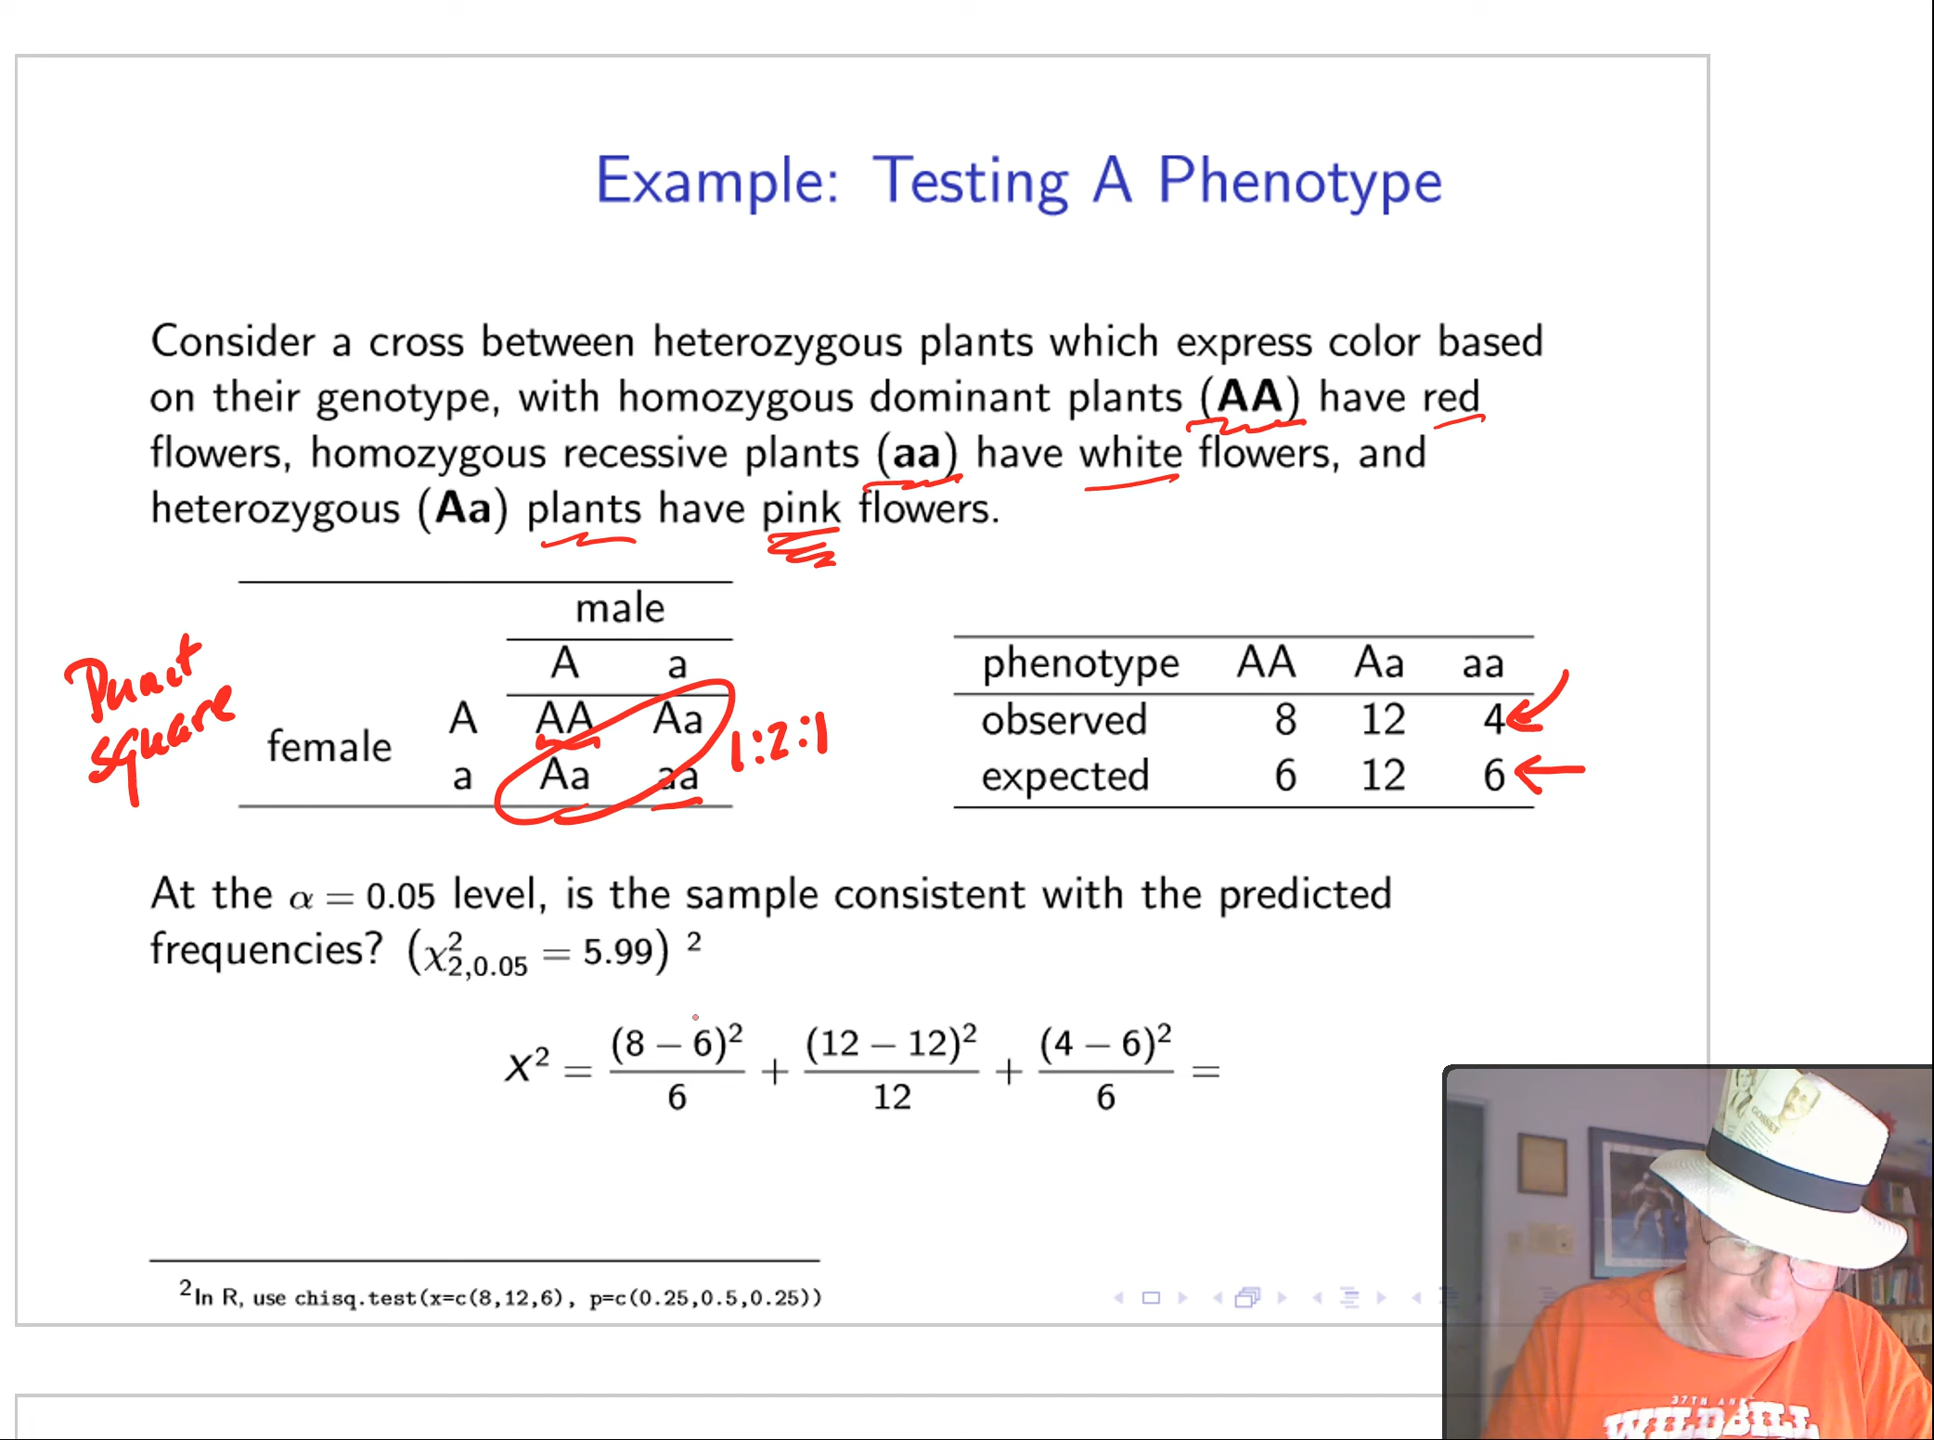 Example: Testing A Phenotype
Consider a cross between heterozygous plants which express color based
on their genotype, with homozygous dominant plants (AA) have red
flowers, homozygous recessive plants (aa) have white flowers, and
heterozygous (Aa) plants have pink flowers.
Punnet
square
male
A a
A AA Aa
female
a Aa aa
1:2:1
phenotype AA Aa aa
observed 8 12 4
expected 6 12 6
At the α = 0.05 level, is the sample consistent with the predicted
frequencies? (χ²₂,₀.₀₅ = 5.99) ²
X² = (8 − 6)²/6 + (12 − 12)²/12 + (4 − 6)²/6 =
²In R, use chisq.test(x=c(8,12,6), p=c(0.25,0.5,0.25))
GOSSET
37TH AN
WILD BILL